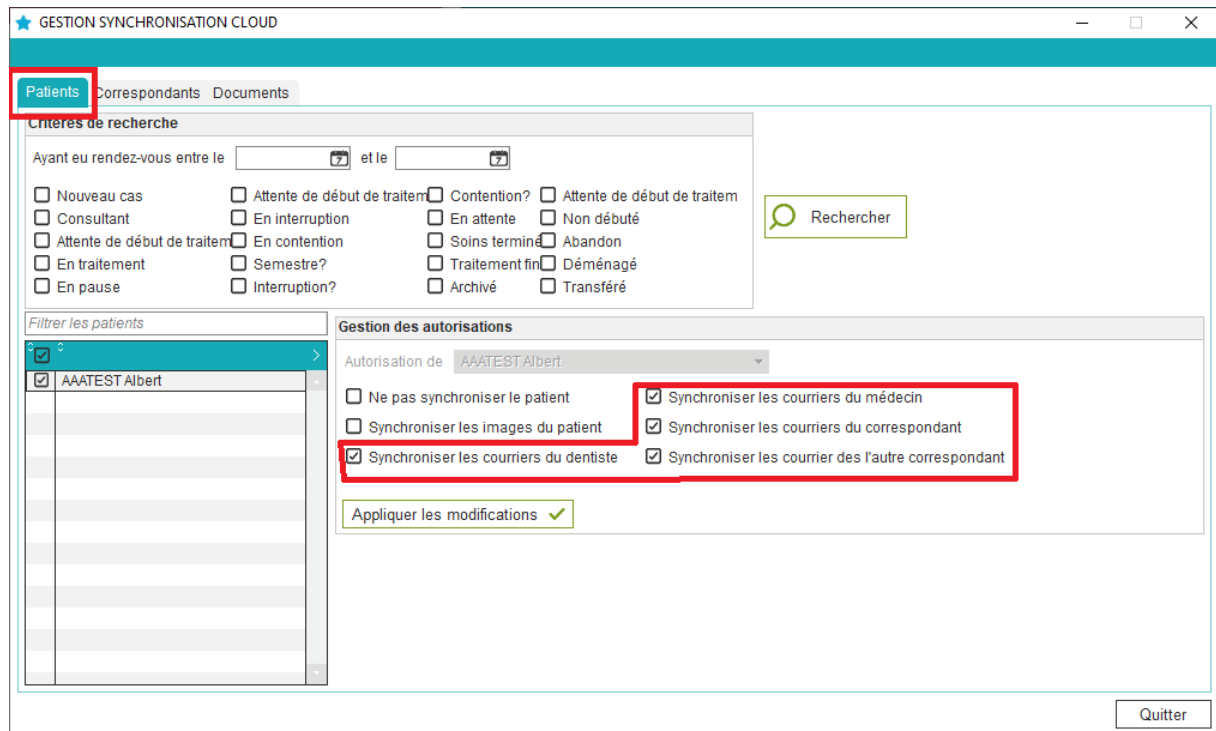 GESTION SYNCHRONISATION CLOUD
Patients Correspondants Documents
Critères de recherche
Ayant eu rendez-vous entre le 7 et le 7
Nouveau cas Attente de début de traitem Contention? Attente de début de traitem
Consultant En interruption En attente Non débuté
Attente de début de traitem En contention Soins terminé Abandon
En traitement Semestre? Traitement fin Déménagé
En pause Interruption? Archivé Transféré
Rechercher
Filtrer les patients
AAATEST Albert
Gestion des autorisations
Autorisation de AAATEST Albert
Ne pas synchroniser le patient Synchroniser les courriers du médecin
Synchroniser les images du patient Synchroniser les courriers du correspondant
Synchroniser les courriers du dentiste Synchroniser les courrier des l'autre correspondant
Appliquer les modifications
Quitter